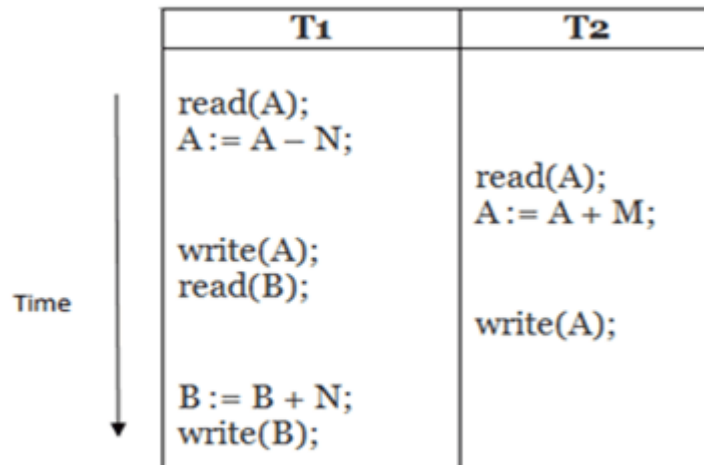 T1 T2
read(A);
A := A – N;
read(A);
A := A + M;
write(A);
read(B);
Time
write(A);
B := B + N;
write(B);